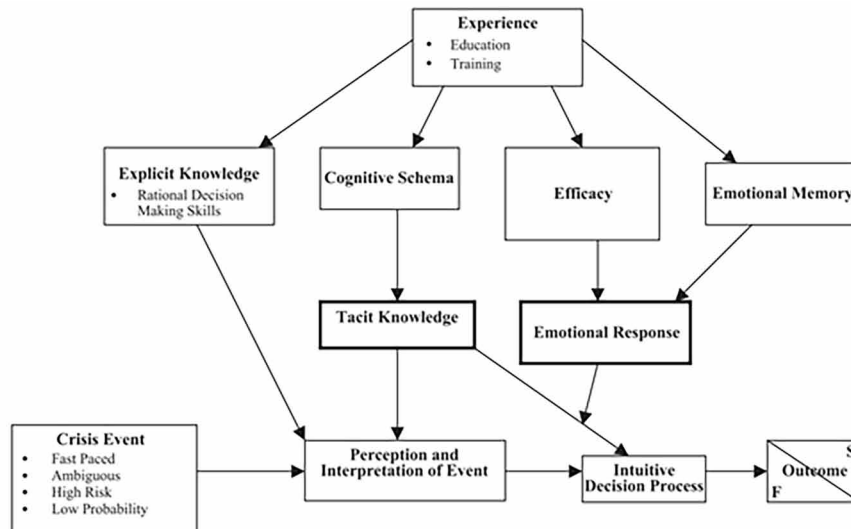 Experience
• Education
• Training
Explicit Knowledge
• Rational Decision
Making Skills
Cognitive Schema
Efficacy
Emotional Memory
Tacit Knowledge
Emotional Response
Crisis Event
• Fast Paced
• Ambiguous
• High Risk
• Low Probability
Perception and
Interpretation of Event
Intuitive
Decision Process
S
Outcome
F